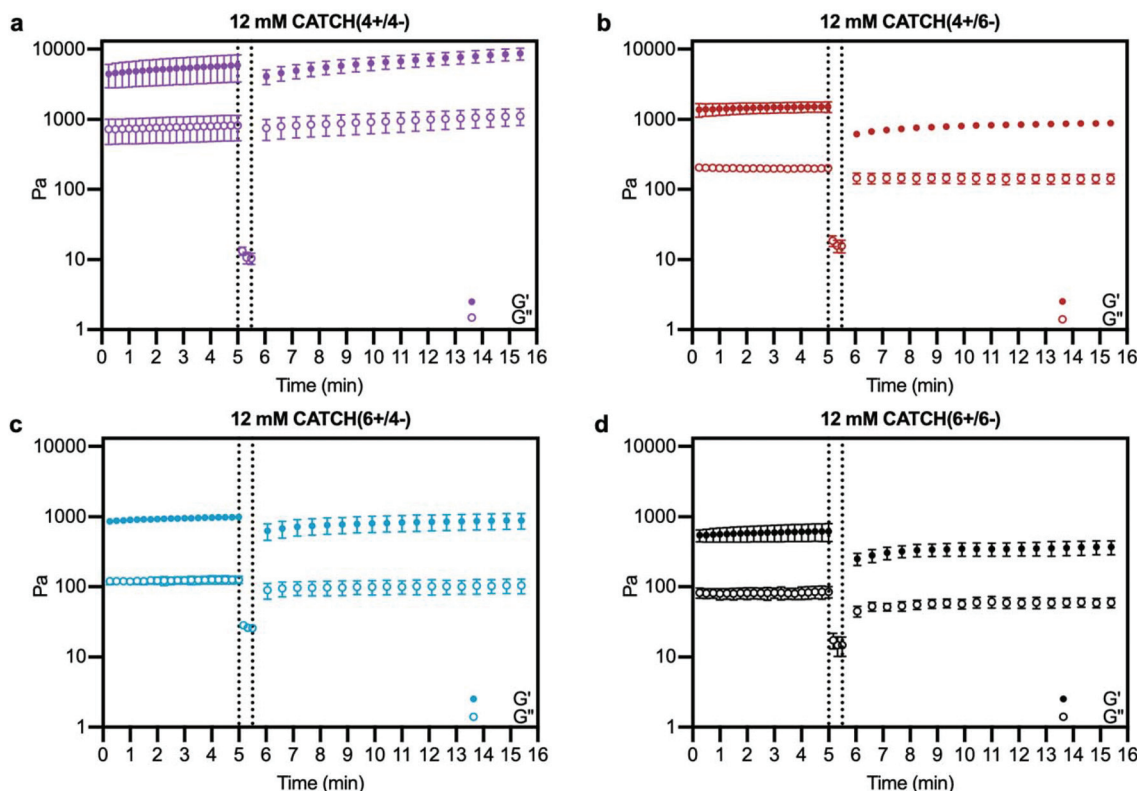 a
12 mM CATCH(4+/4-)
10000
1000
100
10
1
Pa
G'
G"
0 1 2 3 4 5 6 7 8 9 10 11 12 13 14 15 16
Time (min)
b
12 mM CATCH(4+/6-)
10000
1000
100
10
1
Pa
G'
G"
0 1 2 3 4 5 6 7 8 9 10 11 12 13 14 15 16
Time (min)
c
12 mM CATCH(6+/4-)
10000
1000
100
10
1
Pa
G'
G"
0 1 2 3 4 5 6 7 8 9 10 11 12 13 14 15 16
Time (min)
d
12 mM CATCH(6+/6-)
10000
1000
100
10
1
Pa
G'
G"
0 1 2 3 4 5 6 7 8 9 10 11 12 13 14 15 16
Time (min)